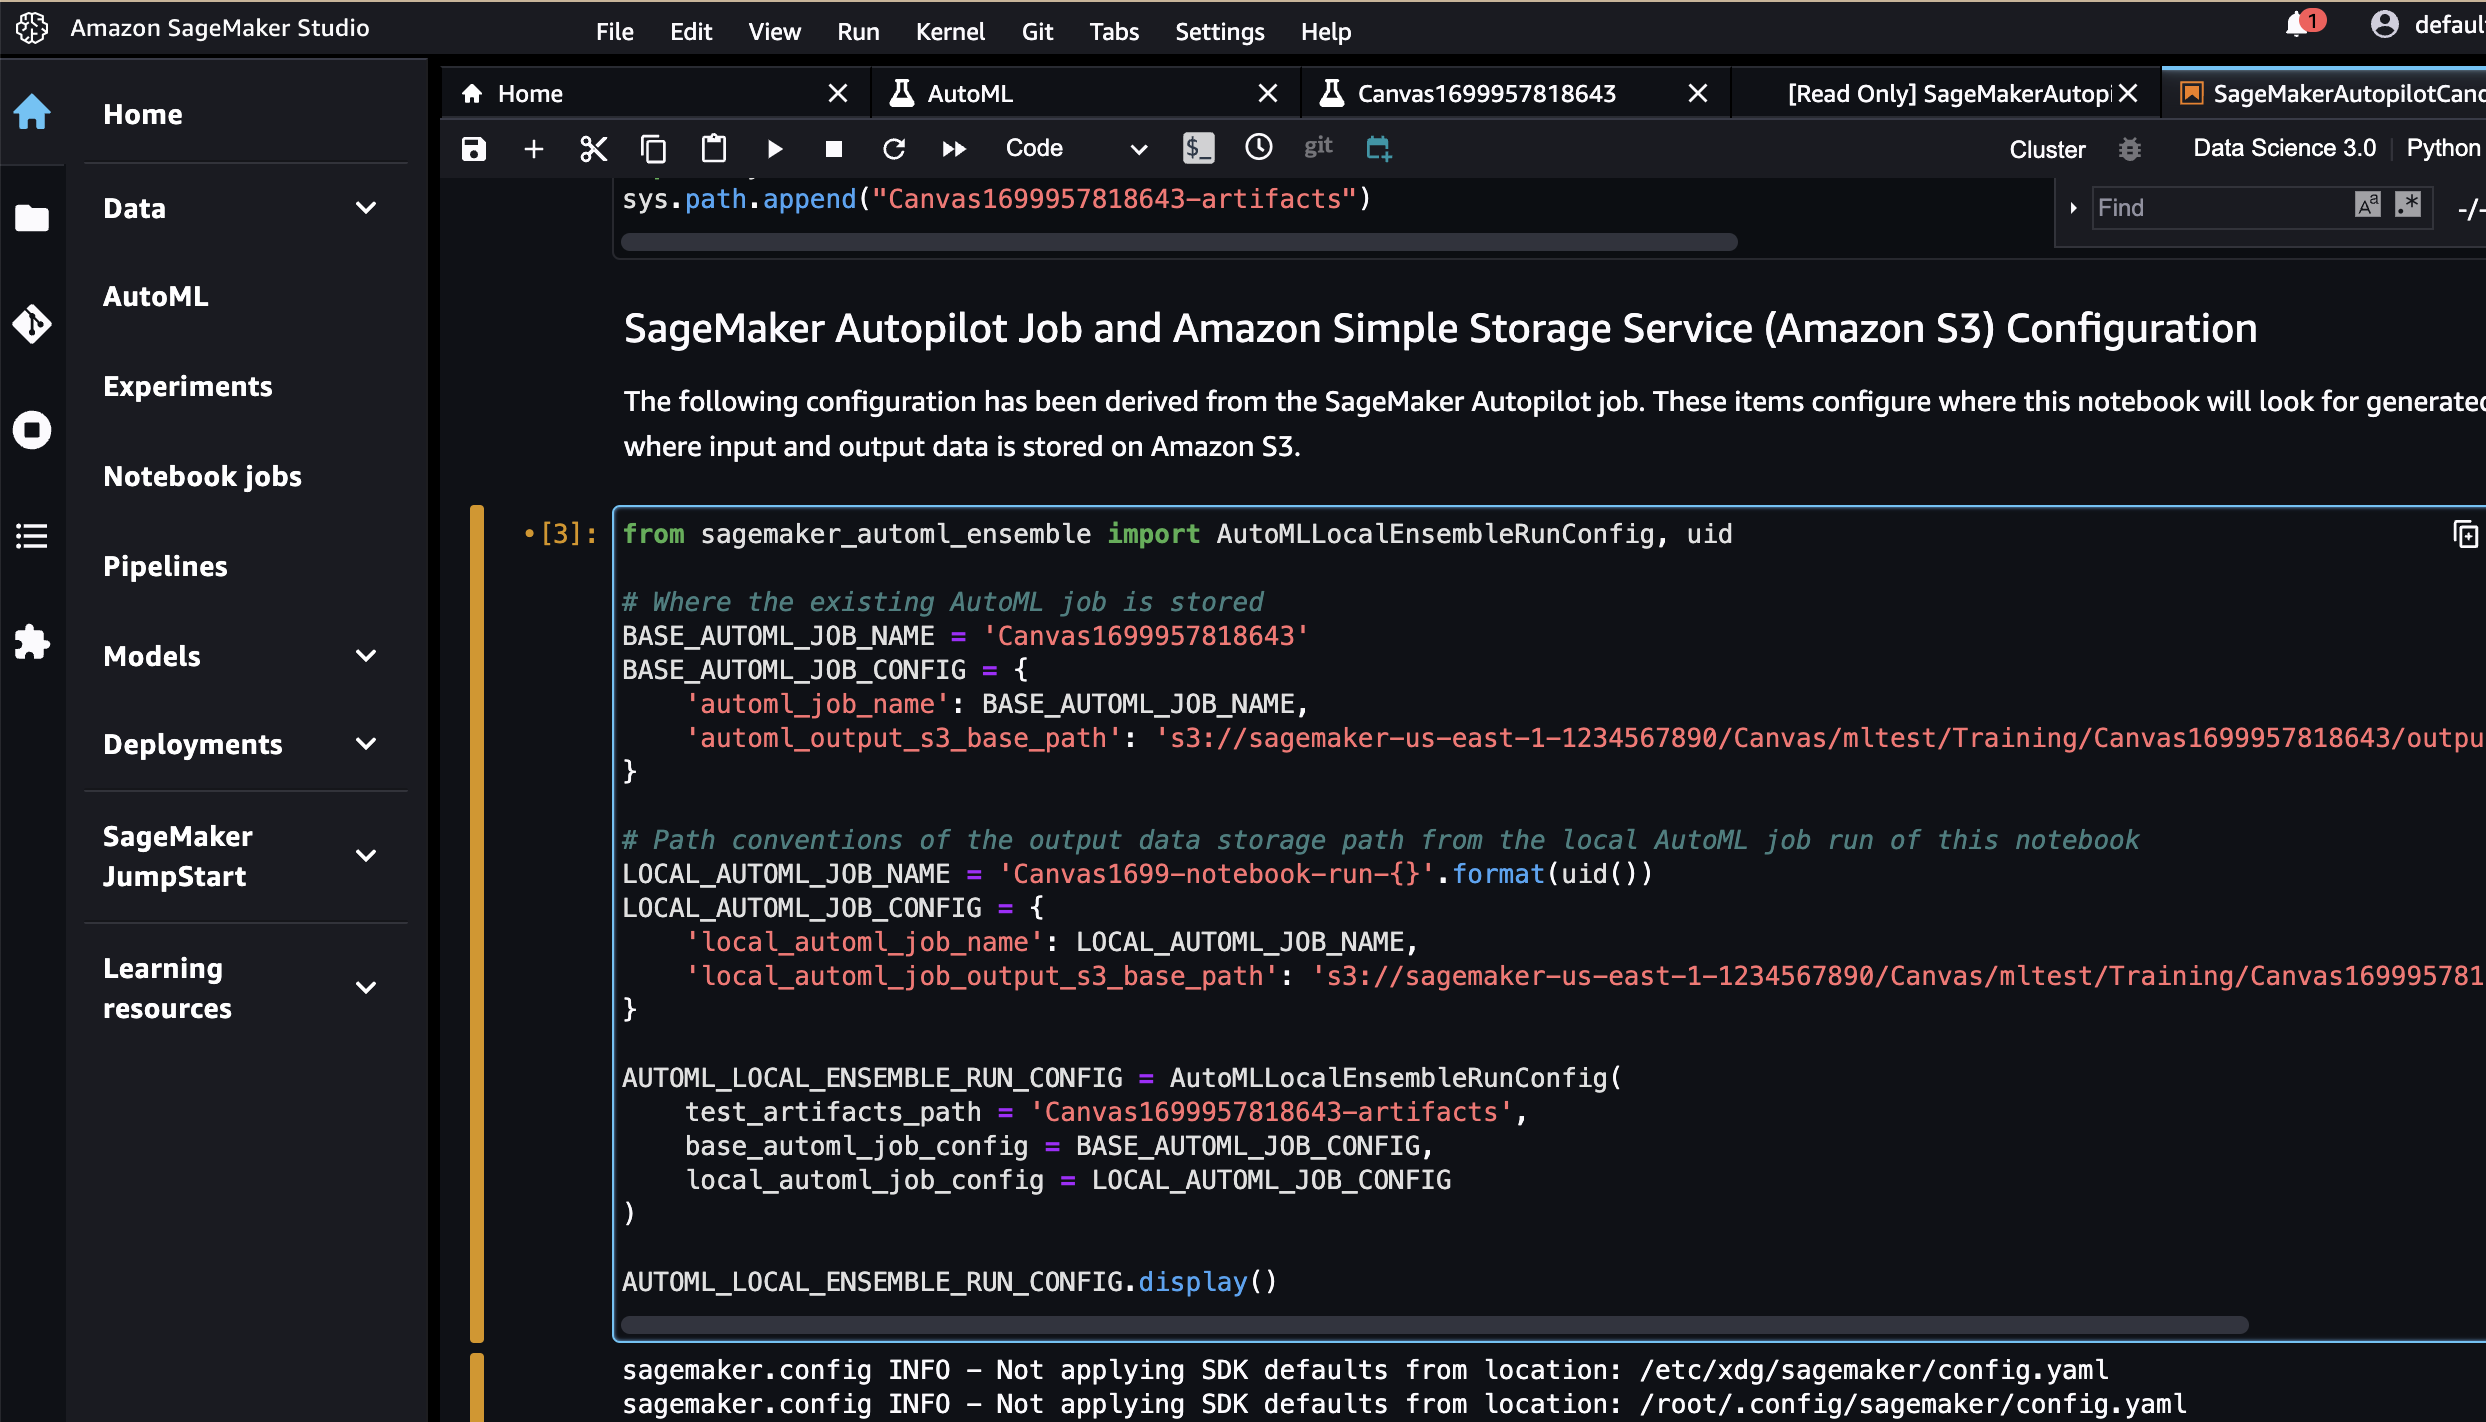 Amazon SageMaker Studio
File Edit View Run Kernel Git Tabs Settings Help
1
defaul
Home
Data
AutoML
Experiments
Notebook jobs
Pipelines
Models
Deployments
SageMaker
JumpStart
Learning
resources
Home
AutoML
Canvas1699957818643
[Read Only] SageMakerAutopi
SageMakerAutopilotCand
Code
$_
git
Cluster
Data Science 3.0
Python
sys.path.append("Canvas1699957818643-artifacts")
Find
Aa
.*
-/-
SageMaker Autopilot Job and Amazon Simple Storage Service (Amazon S3) Configuration
The following configuration has been derived from the SageMaker Autopilot job. These items configure where this notebook will look for generated
where input and output data is stored on Amazon S3.
[3]:
from sagemaker_automl_ensemble import AutoMLLocalEnsembleRunConfig, uid
# Where the existing AutoML job is stored
BASE_AUTOML_JOB_NAME = 'Canvas1699957818643'
BASE_AUTOML_JOB_CONFIG = {
    'automl_job_name': BASE_AUTOML_JOB_NAME,
    'automl_output_s3_base_path': 's3://sagemaker-us-east-1-1234567890/Canvas/mltest/Training/Canvas1699957818643/outpu
}
# Path conventions of the output data storage path from the local AutoML job run of this notebook
LOCAL_AUTOML_JOB_NAME = 'Canvas1699-notebook-run-{}'.format(uid())
LOCAL_AUTOML_JOB_CONFIG = {
    'local_automl_job_name': LOCAL_AUTOML_JOB_NAME,
    'local_automl_job_output_s3_base_path': 's3://sagemaker-us-east-1-1234567890/Canvas/mltest/Training/Canvas169995781
}
AUTOML_LOCAL_ENSEMBLE_RUN_CONFIG = AutoMLLocalEnsembleRunConfig(
    test_artifacts_path = 'Canvas1699957818643-artifacts',
    base_automl_job_config = BASE_AUTOML_JOB_CONFIG,
    local_automl_job_config = LOCAL_AUTOML_JOB_CONFIG
)
AUTOML_LOCAL_ENSEMBLE_RUN_CONFIG.display()
sagemaker.config INFO - Not applying SDK defaults from location: /etc/xdg/sagemaker/config.yaml
sagemaker.config INFO - Not applying SDK defaults from location: /root/.config/sagemaker/config.yaml